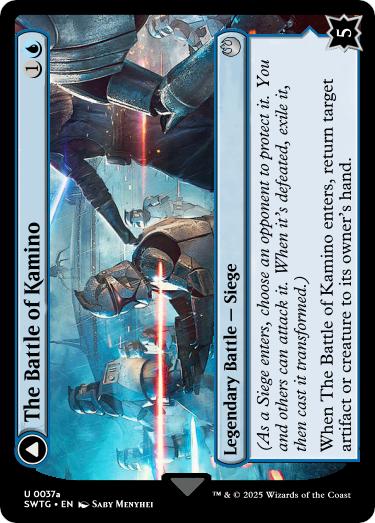 The Battle of Kamino
1
Legendary Battle – Siege
(As a Siege enters, choose an opponent to protect it. You
and others can attack it. When it's defeated, exile it,
then cast it transformed.)
When The Battle of Kamino enters, return target
artifact or creature to its owner's hand.
5
U 0037a
SWTG • EN Saby Menyhei
™ & © 2025 Wizards of the Coast